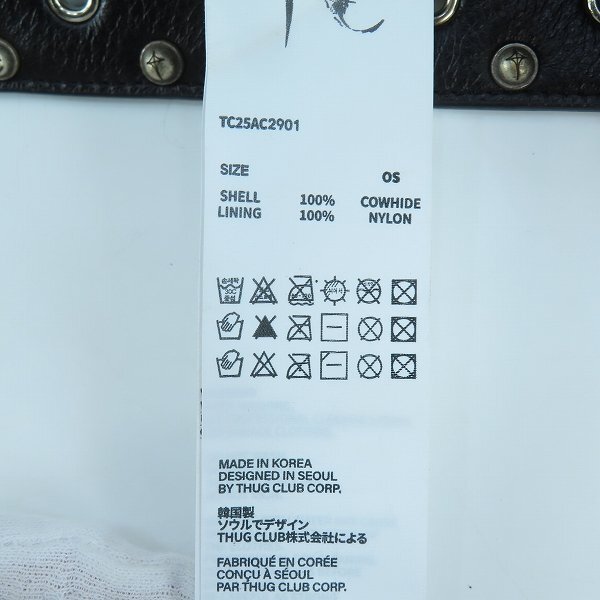 TC25AC2901
SIZE OS
SHELL 100% COWHIDE
LINING 100% NYLON
MADE IN KOREA
DESIGNED IN SEOUL
BY THUG CLUB CORP.
韓国製
ソウルでデザイン
THUG CLUB株式会社による
FABRIQUÉ EN CORÉE
CONÇU À SÉOUL
PAR THUG CLUB CORP.